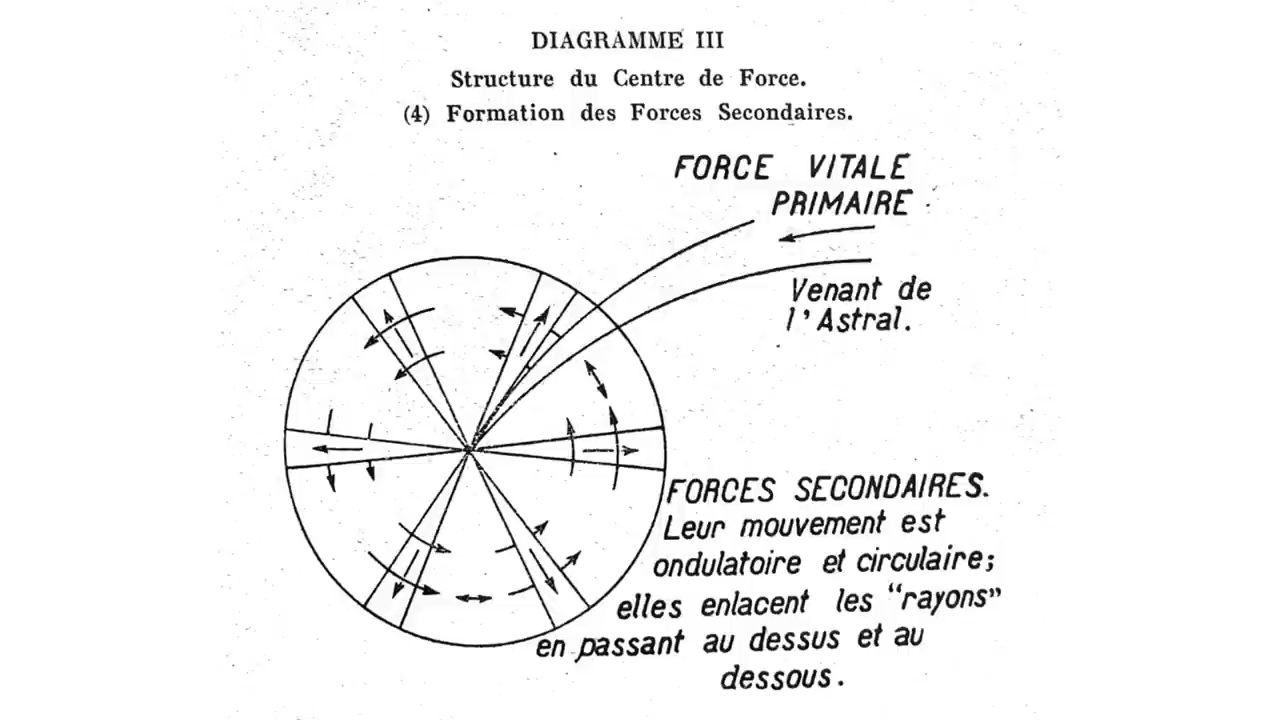 DIAGRAMME III
Structure du Centre de Force.
(4) Formation des Forces Secondaires.
FORCE VITALE
PRIMAIRE
Venant de
l'Astral.
FORCES SECONDAIRES.
Leur mouvement est
ondulatoire et circulaire;
elles enlacent les "rayons"
en passant au dessus et au
dessous.